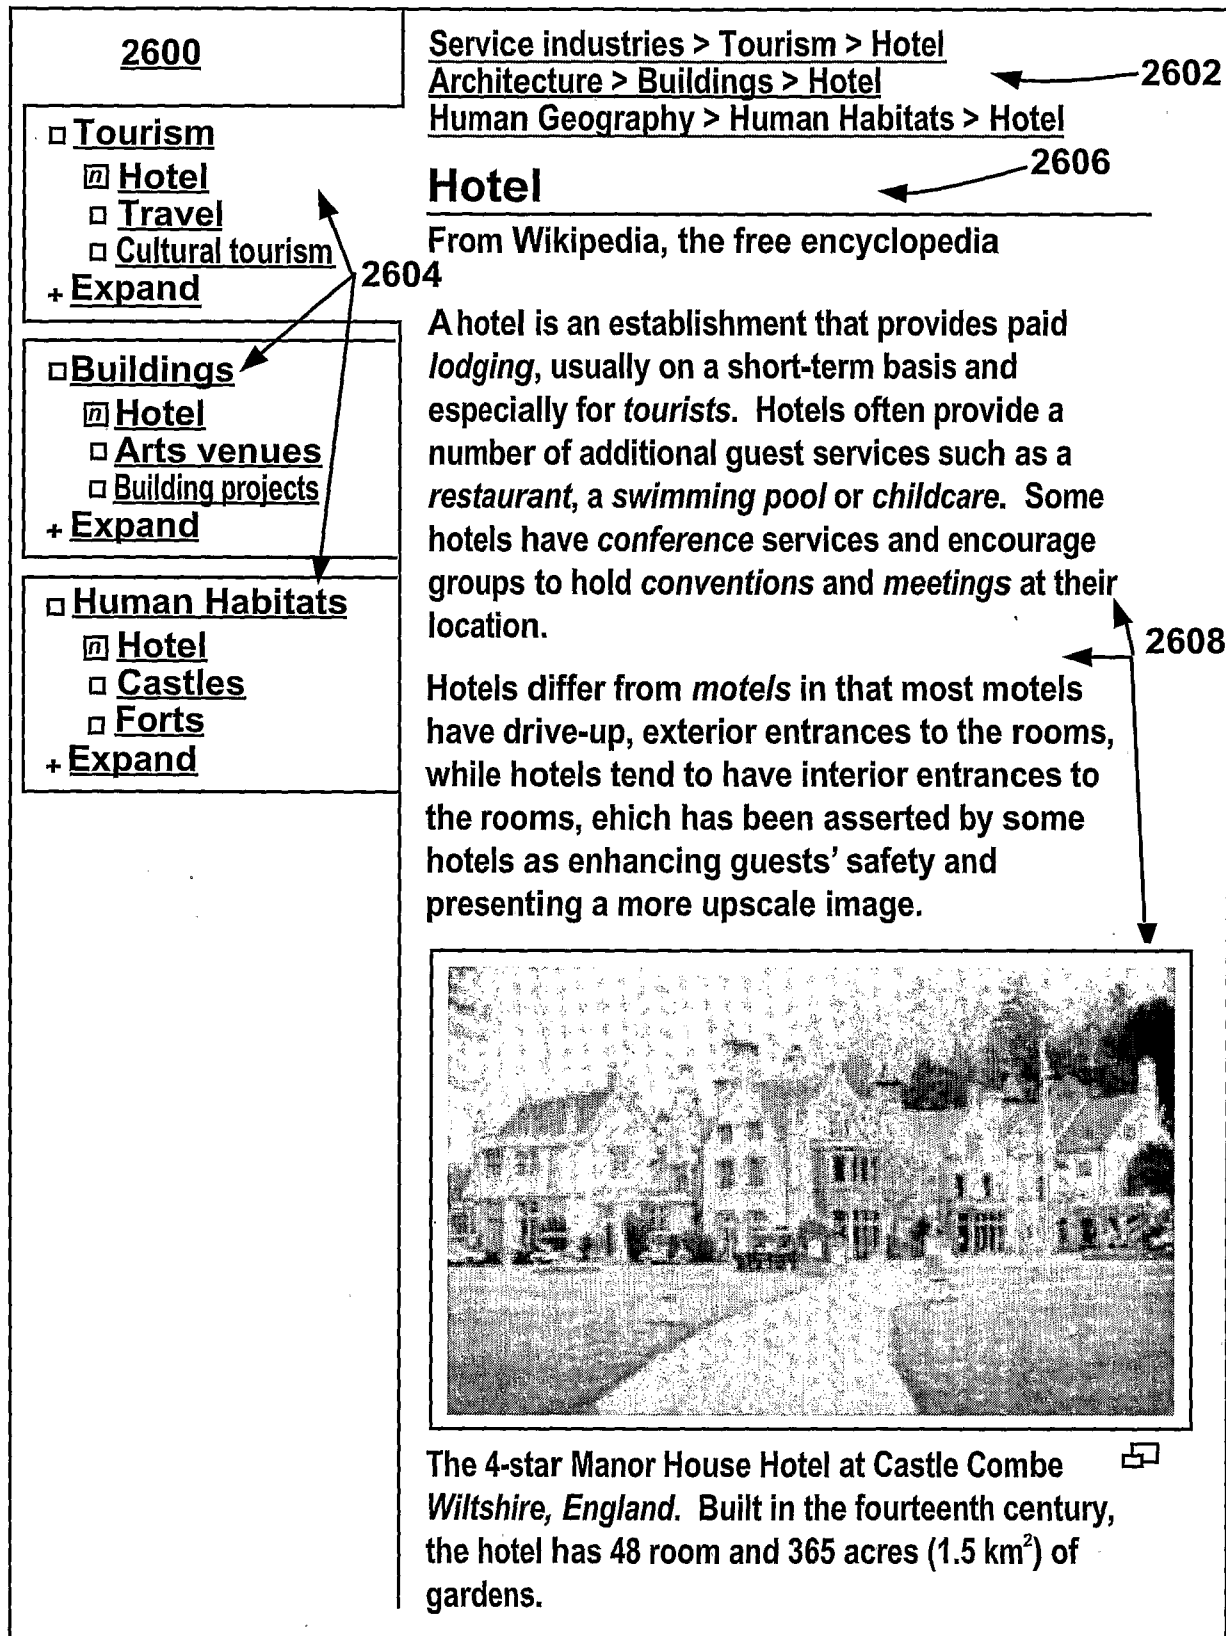 2600
□ Tourism
n Hotel
□ Travel
□ Cultural tourism
+ Expand
2604
□ Buildings
n Hotel
□ Arts venues
□ Building projects
+ Expand
□ Human Habitats
n Hotel
□ Castles
□ Forts
+ Expand
Service industries > Tourism > Hotel
Architecture > Buildings > Hotel
Human Geography > Human Habitats > Hotel
2602
2606
Hotel
From Wikipedia, the free encyclopedia
A hotel is an establishment that provides paid
lodging, usually on a short-term basis and
especially for tourists. Hotels often provide a
number of additional guest services such as a
restaurant, a swimming pool or childcare. Some
hotels have conference services and encourage
groups to hold conventions and meetings at their
location.
2608
Hotels differ from motels in that most motels
have drive-up, exterior entrances to the rooms,
while hotels tend to have interior entrances to
the rooms, ehich has been asserted by some
hotels as enhancing guests' safety and
presenting a more upscale image.
The 4-star Manor House Hotel at Castle Combe
Wiltshire, England. Built in the fourteenth century,
the hotel has 48 room and 365 acres (1.5 km²) of
gardens.